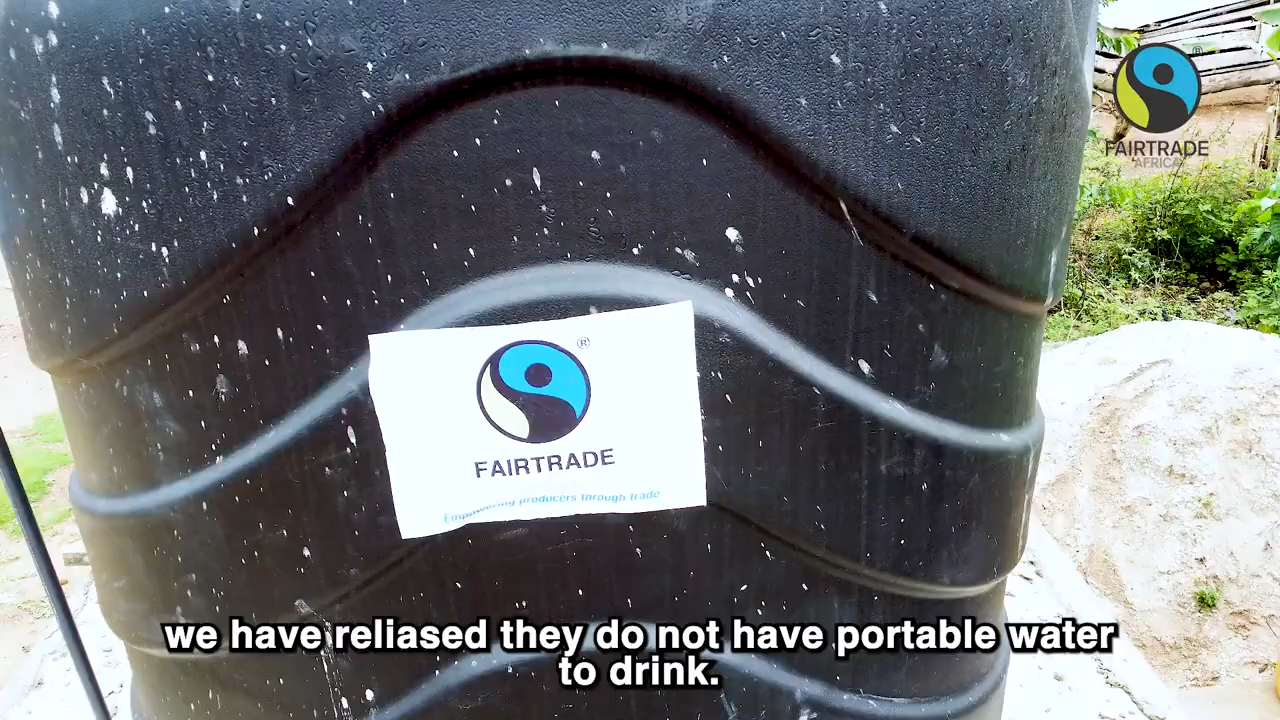 ®
FAIRTRADE
AFRICA
®
FAIRTRADE
Empowering producers through trade
we have reliased they do not have portable water
to drink.